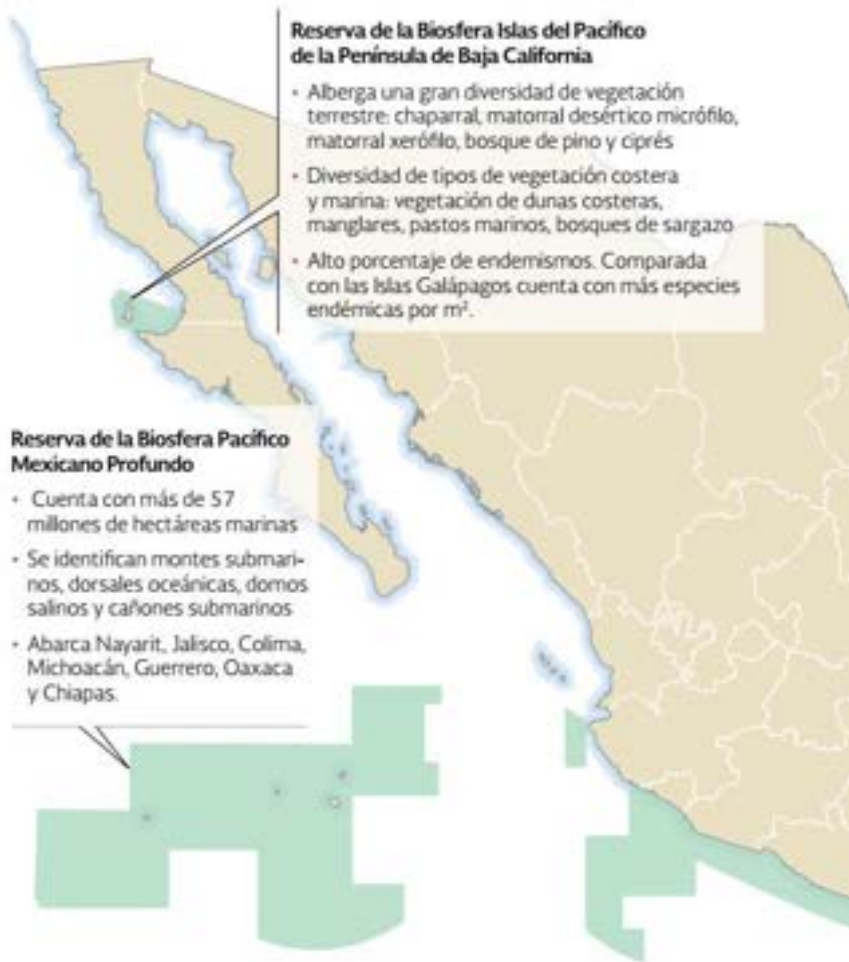 Reserva de la Biosfera Islas del Pacífico
de la Península de Baja California
• Alberga una gran diversidad de vegetación
terrestre: chaparral, matorral desértico micrófilo,
matorral xerófilo, bosque de pino y ciprés
• Diversidad de tipos de vegetación costera
y marina: vegetación de dunas costeras,
manglares, pastos marinos, bosques de sargazo
• Alto porcentaje de endemismos. Comparada
con las Islas Galápagos cuenta con más especies
endémicas por m².
Reserva de la Biosfera Pacífico
Mexicano Profundo
• Cuenta con más de 57
millones de hectáreas marinas
• Se identifican montes submari-
nos, dorsales oceánicas, domos
salinos y cañones submarinos
• Abarca Nayarit, Jalisco, Colima,
Michoacán, Guerrero, Oaxaca
y Chiapas.